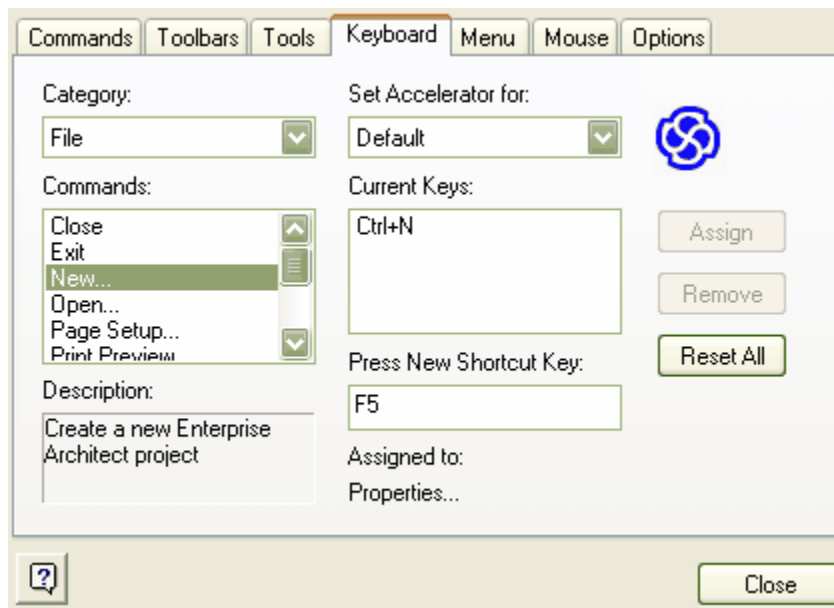 Commands Toolbars Tools Keyboard Menu Mouse Options
Category:
File
Commands:
Close
Exit
New...
Open...
Page Setup...
Print Preview
Description:
Create a new Enterprise
Architect project
Set Accelerator for:
Default
Current Keys:
Ctrl+N
Press New Shortcut Key:
F5
Assigned to:
Properties...
Assign
Remove
Reset All
?
Close